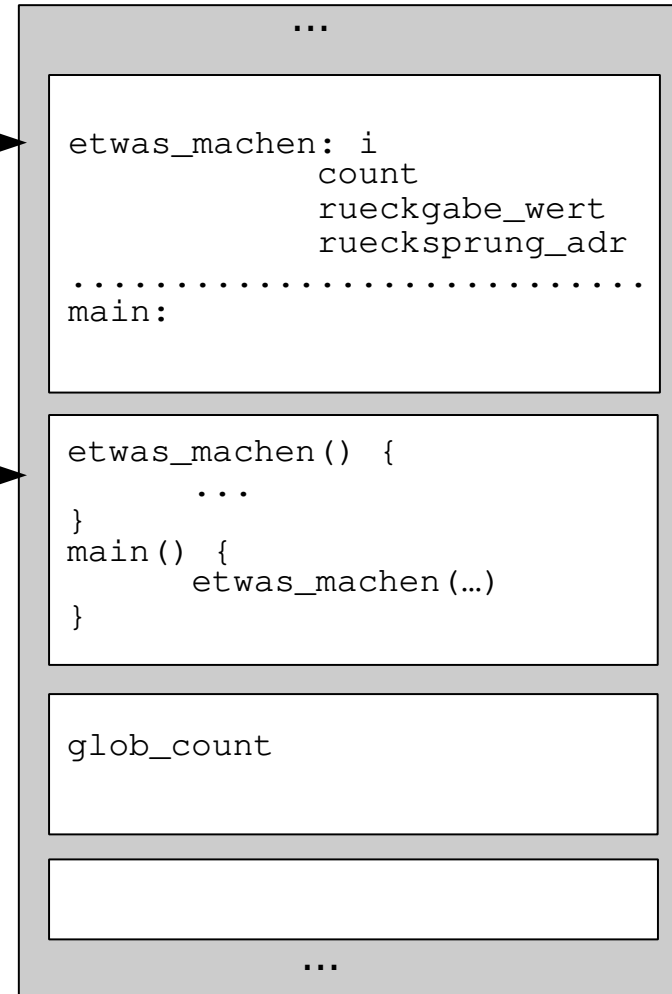 ...
etwas_machen: i
count
rueckgabe_wert
ruecksprung_adr
............................
main:
etwas_machen() {
...
}
main() {
etwas_machen(…)
}
glob_count
...